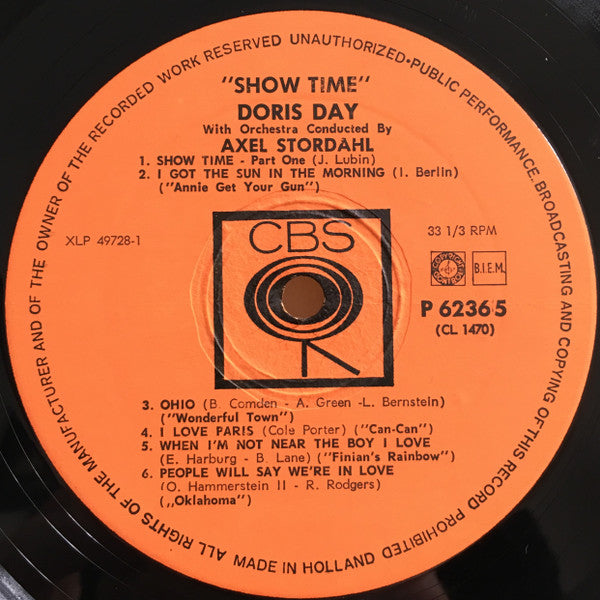 ALL RIGHTS OF THE MANUFACTURER AND OF THE OWNER OF THE RECORDED WORK RESERVED UNAUTHORIZED•PUBLIC PERFORMANCE.BROADCASTING AND COPYING OF THIS RECORD PROHIBITED
"SHOW TIME"
DORIS DAY
With Orchestra Conducted By
AXEL STORDAHL
1. SHOW TIME - Part One (J. Lubin)
2. I GOT THE SUN IN THE MORNING (I. Berlin)
("Annie Get Your Gun")
CBS
XLP 49728-1
33 1/3 RPM
COPYRIGHT CONTROL
B.I.E.M.
P 62365
(CL 1470)
3. OHIO (B. Comden - A. Green -L. Bernstein)
("Wonderful Town")
4. I LOVE PARIS (Cole Porter) ("Can-Can")
5. WHEN I'M NOT NEAR THE BOY I LOVE
(E. Harburg - B. Lane) ("Finian's Rainbow")
6. PEOPLE WILL SAY WE'RE IN LOVE
(O. Hammerstein II - R. Rodgers)
(„Oklahoma")
MADE IN HOLLAND